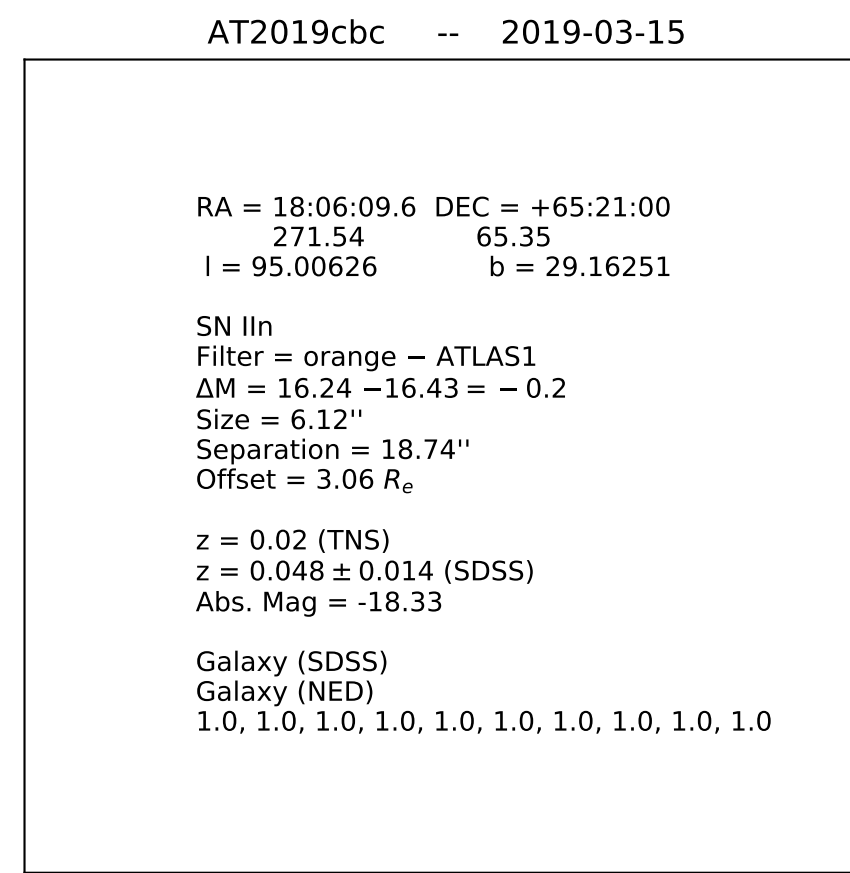 AT2019cbc -- 2019-03-15
RA = 18:06:09.6 DEC = +65:21:00
271.54 65.35
l = 95.00626 b = 29.16251
SN IIn
Filter = orange − ATLAS1
ΔM = 16.24 −16.43 = − 0.2
Size = 6.12''
Separation = 18.74''
Offset = 3.06 Rₑ
z = 0.02 (TNS)
z = 0.048 ± 0.014 (SDSS)
Abs. Mag = -18.33
Galaxy (SDSS)
Galaxy (NED)
1.0, 1.0, 1.0, 1.0, 1.0, 1.0, 1.0, 1.0, 1.0, 1.0